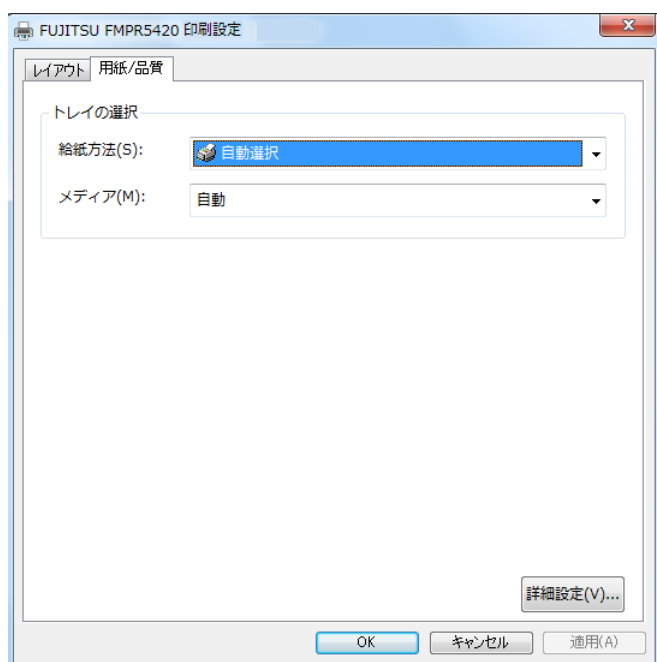 FUJITSU FMPR5420 印刷設定
レイアウト 用紙/品質
トレイの選択
給紙方法(S): 自動選択
メディア(M): 自動
詳細設定(V)...
OK キャンセル 適用(A)